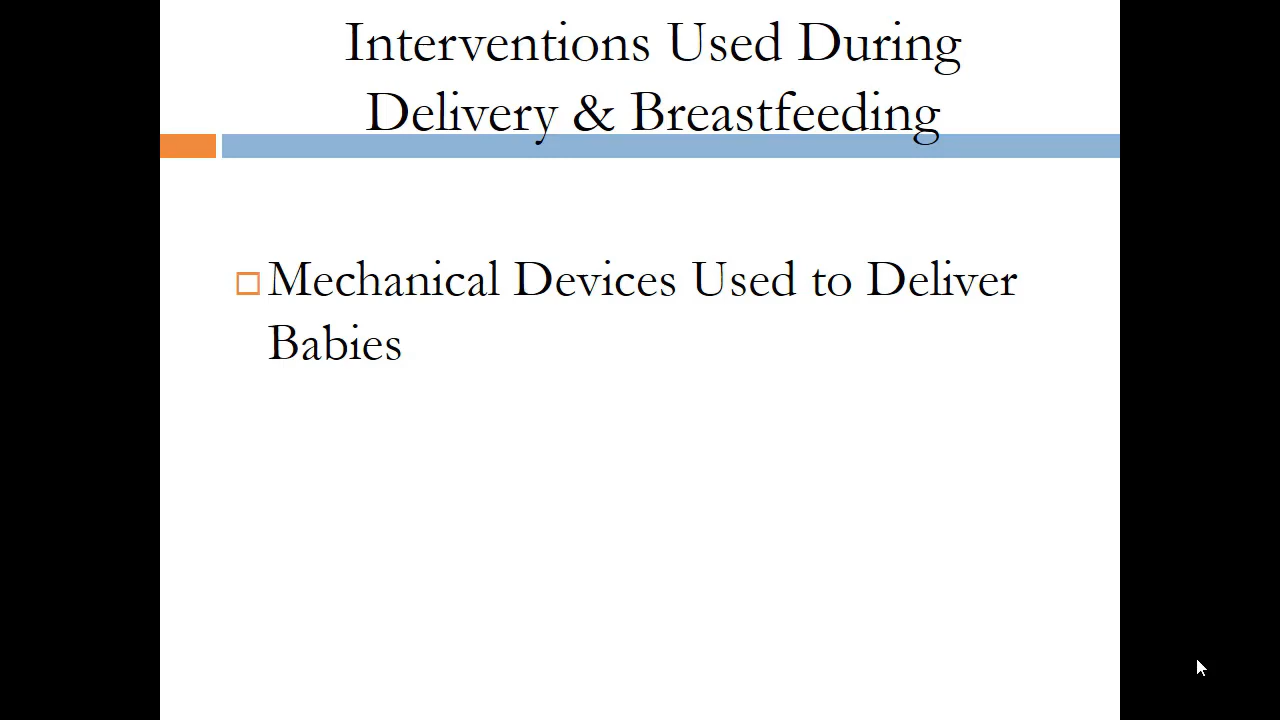 Interventions Used During
Delivery & Breastfeeding
Mechanical Devices Used to Deliver
Babies